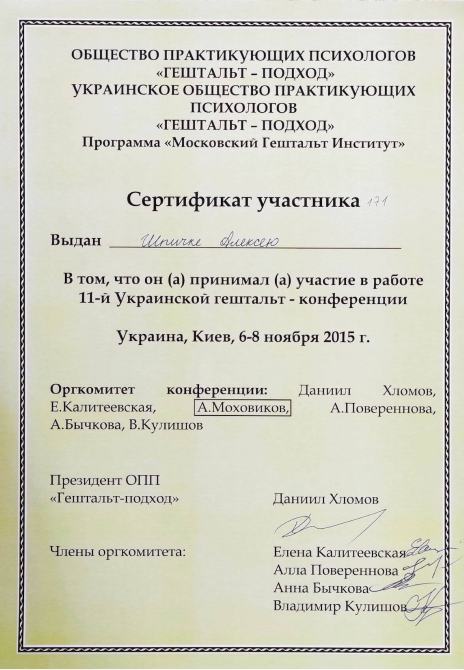 ОБЩЕСТВО ПРАКТИКУЮЩИХ ПСИХОЛОГОВ
«ГЕШТАЛЬТ – ПОДХОД»
УКРАИНСКОЕ ОБЩЕСТВО ПРАКТИКУЮЩИХ
ПСИХОЛОГОВ
«ГЕШТАЛЬТ – ПОДХОД»
Программа «Московский Гештальт Институт»
Сертификат участника 171
Выдан Шпичке Алексею
В том, что он (а) принимал (а) участие в работе
11-й Украинской гештальт - конференции
Украина, Киев, 6-8 ноября 2015 г.
Оргкомитет конференции: Даниил Хломов,
Е.Калитеевская, А.Моховиков, А.Повереннова,
А.Бычкова, В.Кулишов
Президент ОПП
«Гештальт-подход» Даниил Хломов
Члены оргкомитета: Елена Калитеевская
Алла Повереннова
Анна Бычкова
Владимир Кулишов